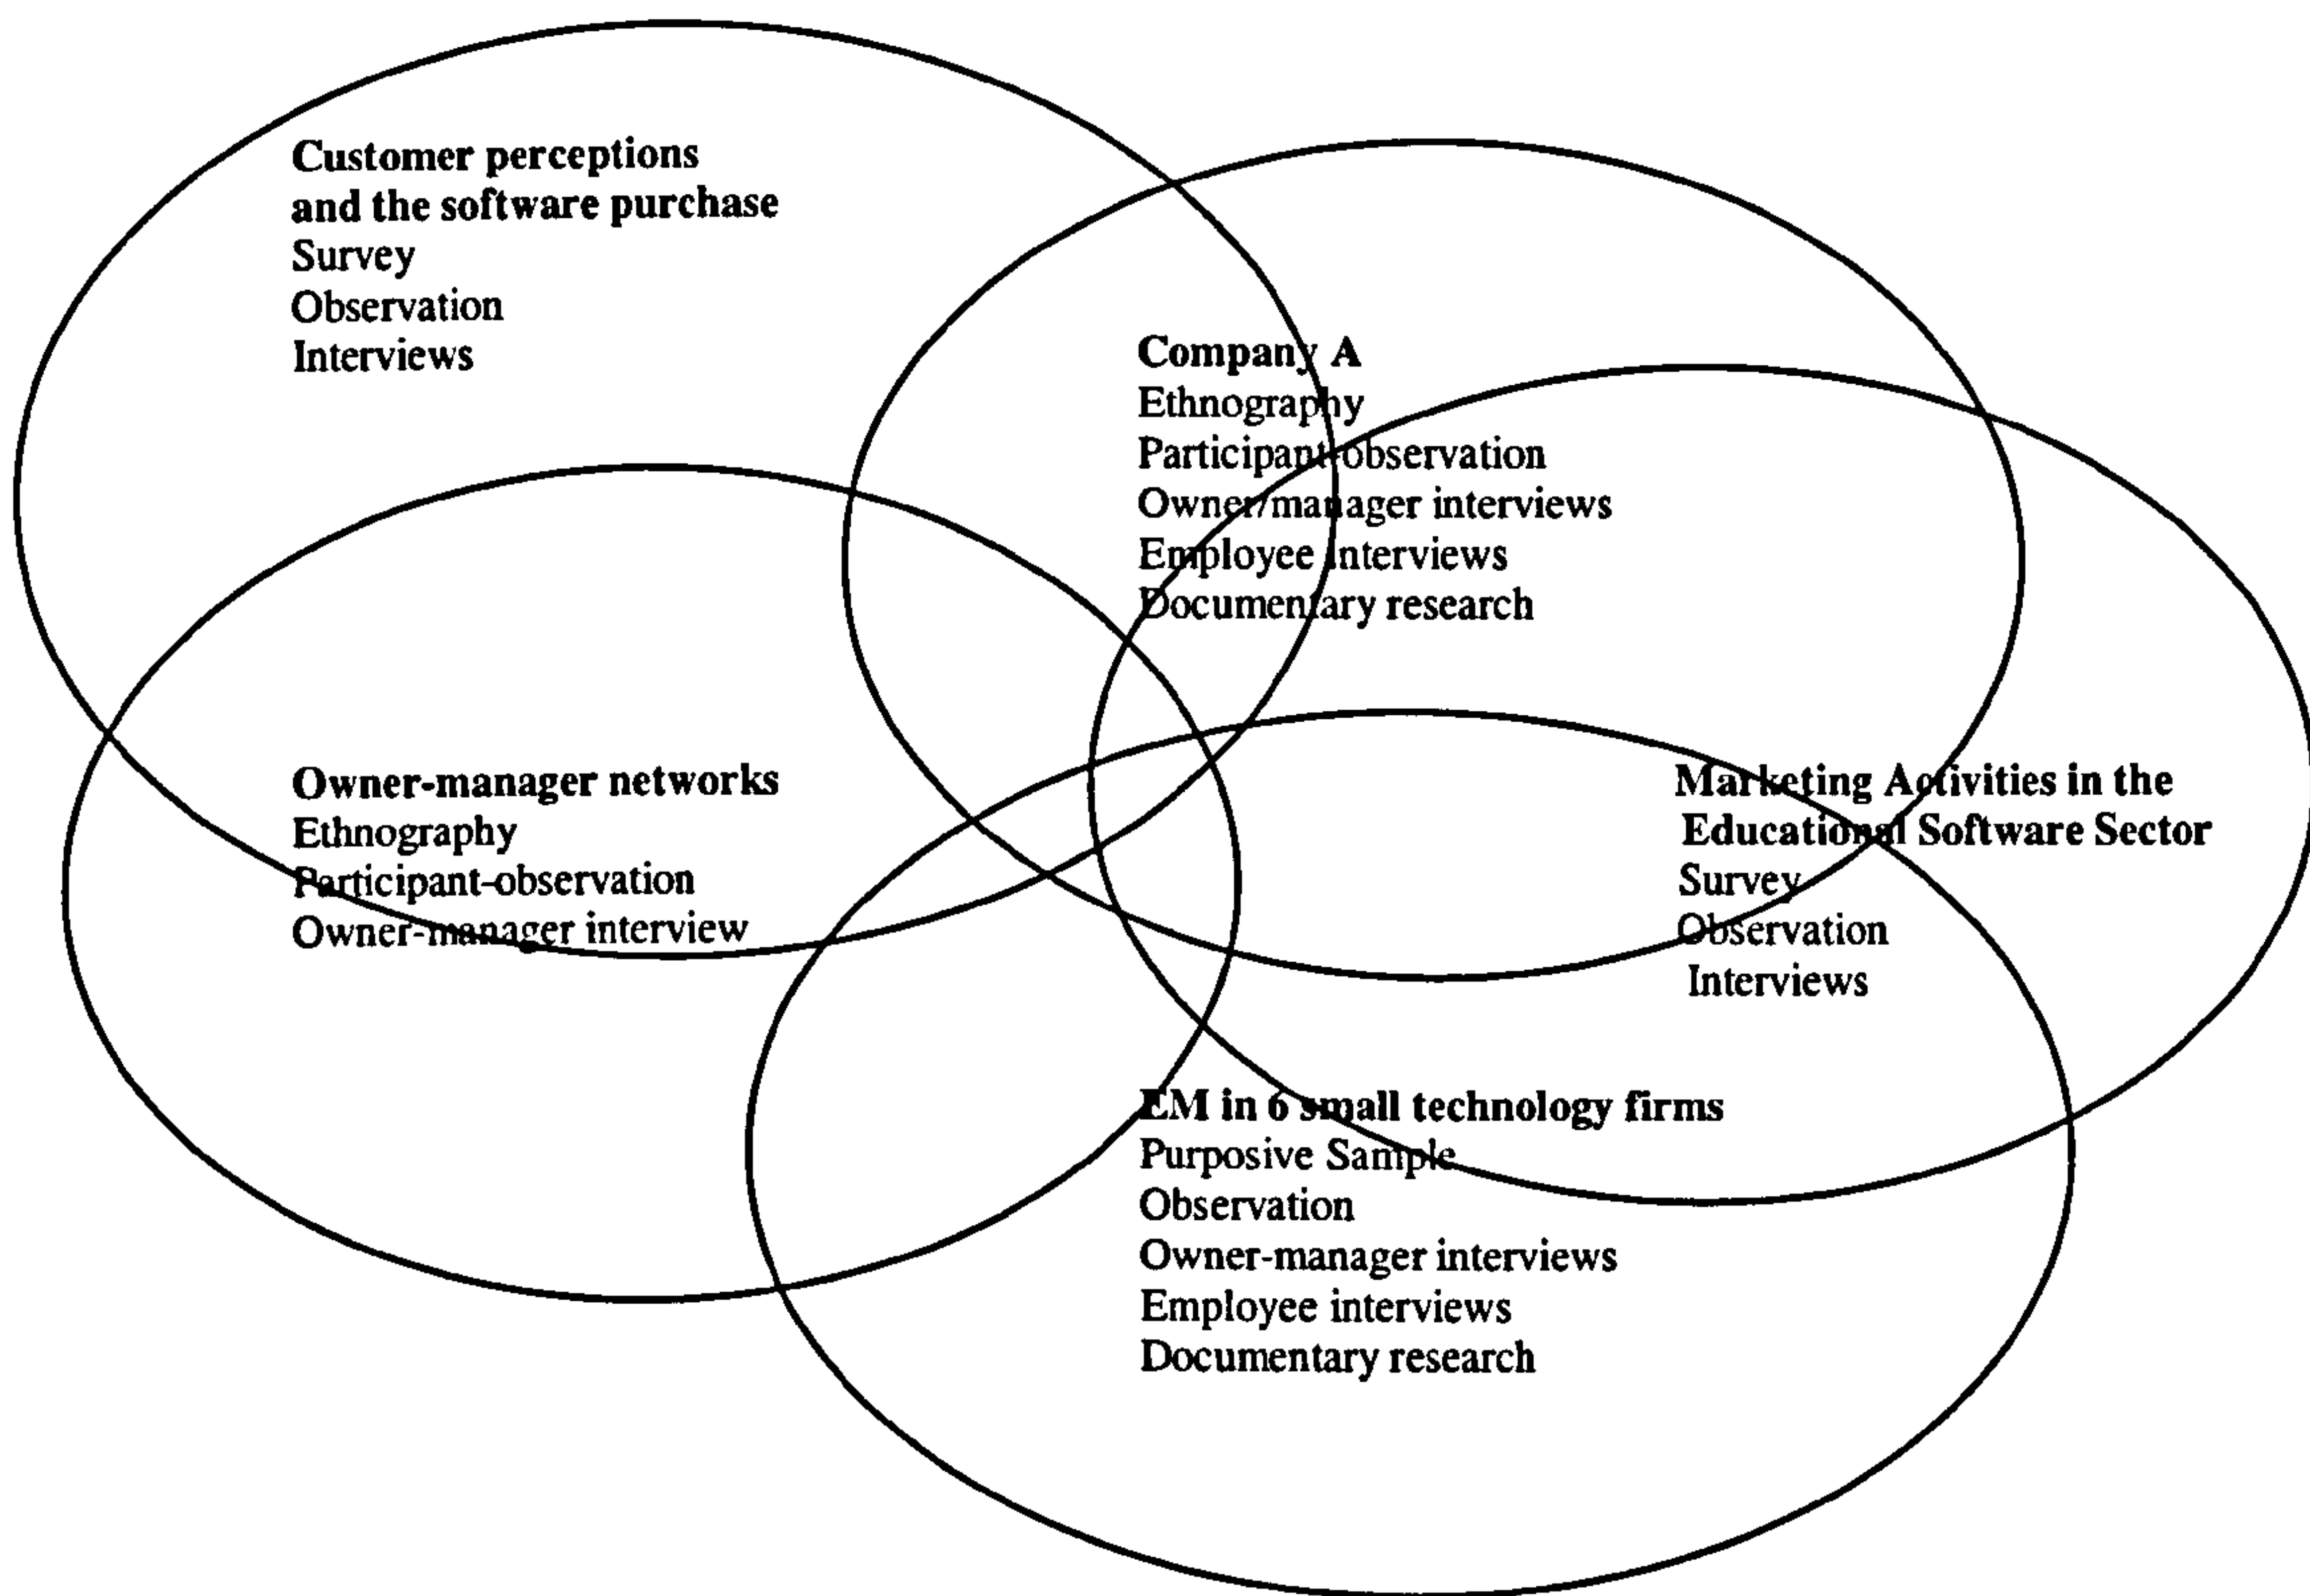 Customer perceptions
and the software purchase
Survey
Observation
Interviews
Company A
Ethnography
Participant-observation
Owner/manager interviews
Employee interviews
Documentary research
Owner-manager networks
Ethnography
Participant-observation
Owner-manager interview
Marketing Activities in the
Educational Software Sector
Survey
Observation
Interviews
EM in 6 small technology firms
Purposive Sample
Observation
Owner-manager interviews
Employee interviews
Documentary research